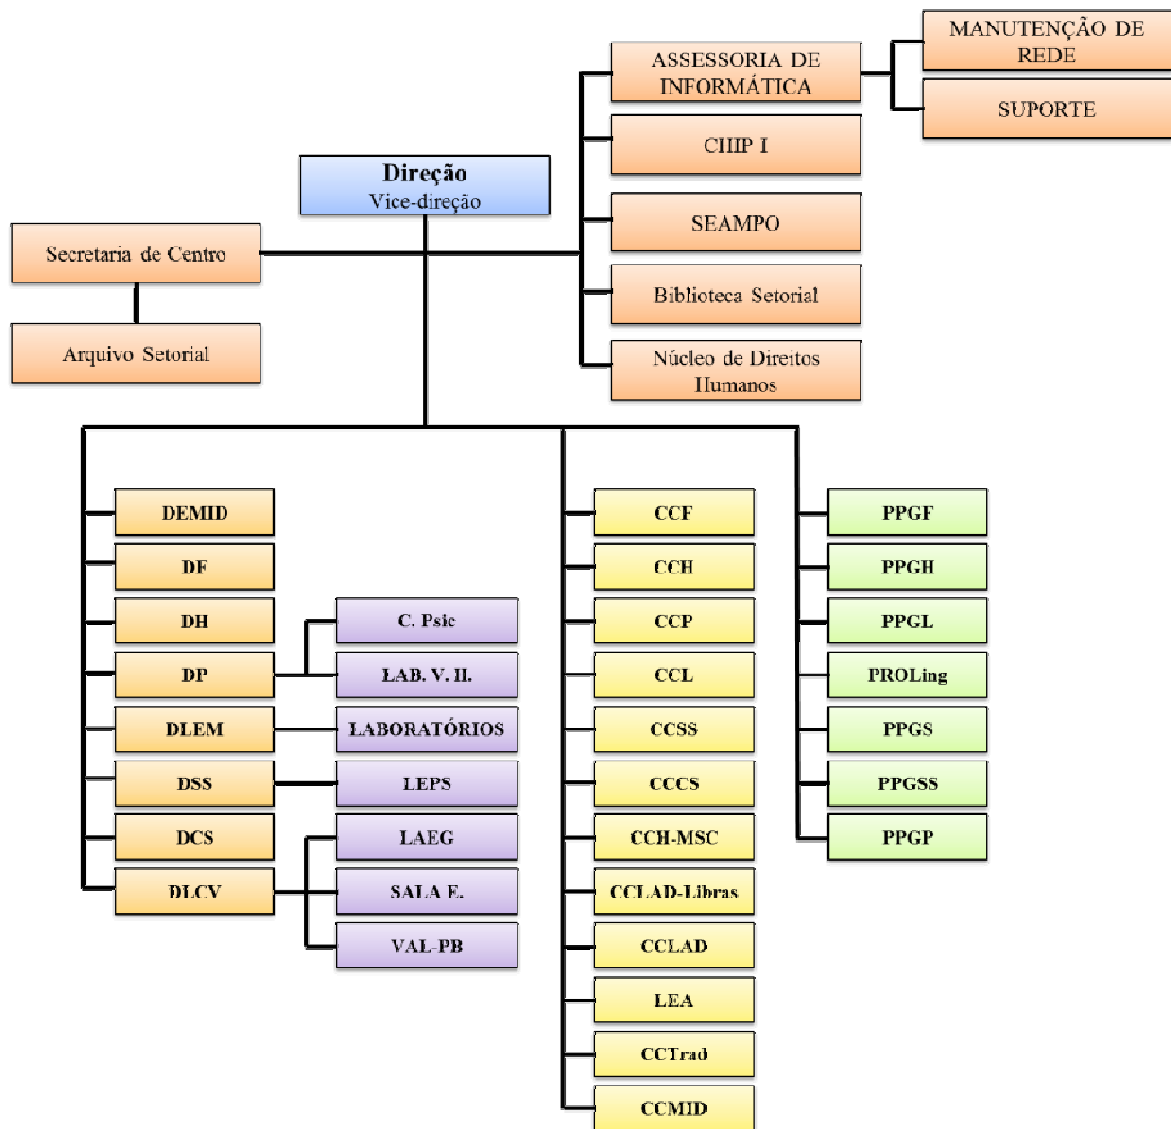 MANUTENÇÃO DE
REDE
ASSESSORIA DE
INFORMÁTICA
SUPORTE
CHIP I
Direção
Vice-direção
SEAMPO
Secretaria de Centro
Biblioteca Setorial
Arquivo Setorial
Núcleo de Direitos
Humanos
DEMID
DF
DH
DP
DLEM
DSS
DCS
DLCV
C. Psic
LAB. V. H.
LABORATÓRIOS
LEPS
LAEG
SALA E.
VAL-PB
CCF
CCH
CCP
CCL
CCSS
CCCS
CCH-MSC
CCLAD-Libras
CCLAD
LEA
CCTrad
CCMID
PPGF
PPGH
PPGL
PROLing
PPGS
PPGSS
PPGP